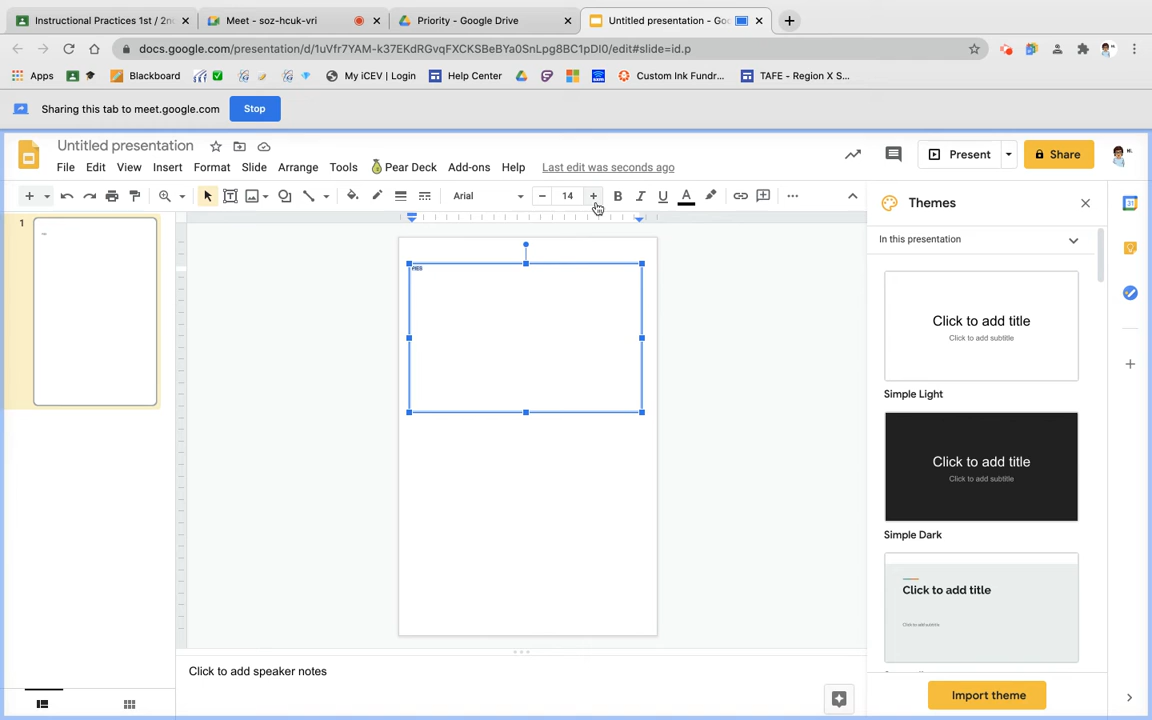 Instructional Practices 1st / 2nd
Meet - soz-hcuk-vri
Priority - Google Drive
Untitled presentation - Go
docs.google.com/presentation/d/1uVfr7YAM-k37EKdRGvqFXCKSBeBYa0SnLpg8BC1pDI0/edit#slide=id.p
Apps
Blackboard
My iCEV | Login
Help Center
Custom Ink Fundr...
TAFE - Region X S...
Sharing this tab to meet.google.com
Stop
Untitled presentation
File Edit View Insert Format Slide Arrange Tools Pear Deck Add-ons Help
Last edit was seconds ago
Present
Share
Arial
14
B I U A
1
Themes
In this presentation
Click to add title
Click to add subtitle
Simple Light
Click to add title
Click to add subtitle
Simple Dark
Click to add title
Click to add subtitle
Import theme
Click to add speaker notes